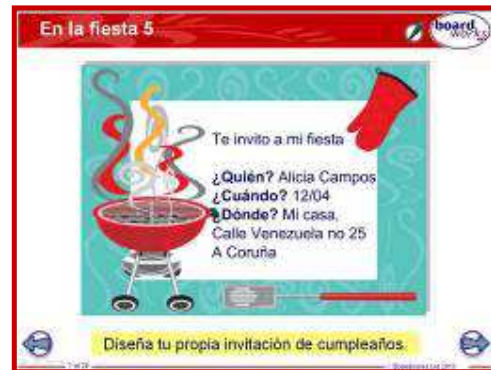 En la fiesta 5
board
works
Te invito a mi fiesta
¿Quién? Alicia Campos
¿Cuándo? 12/04
¿Dónde? Mi casa,
Calle Venezuela no 25
A Coruña
Diseña tu propia invitación de cumpleaños.